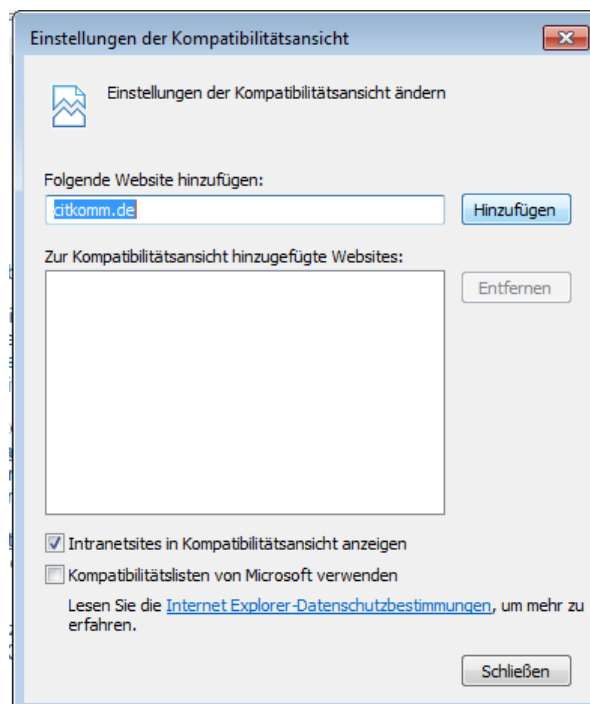 Einstellungen der Kompatibilitätsansicht
Einstellungen der Kompatibilitätsansicht ändern
Folgende Website hinzufügen:
citkomm.de
Hinzufügen
Zur Kompatibilitätsansicht hinzugefügte Websites:
Entfernen
Intranetsites in Kompatibilitätsansicht anzeigen
Kompatibilitätslisten von Microsoft verwenden
Lesen Sie die Internet Explorer-Datenschutzbestimmungen, um mehr zu
erfahren.
Schließen